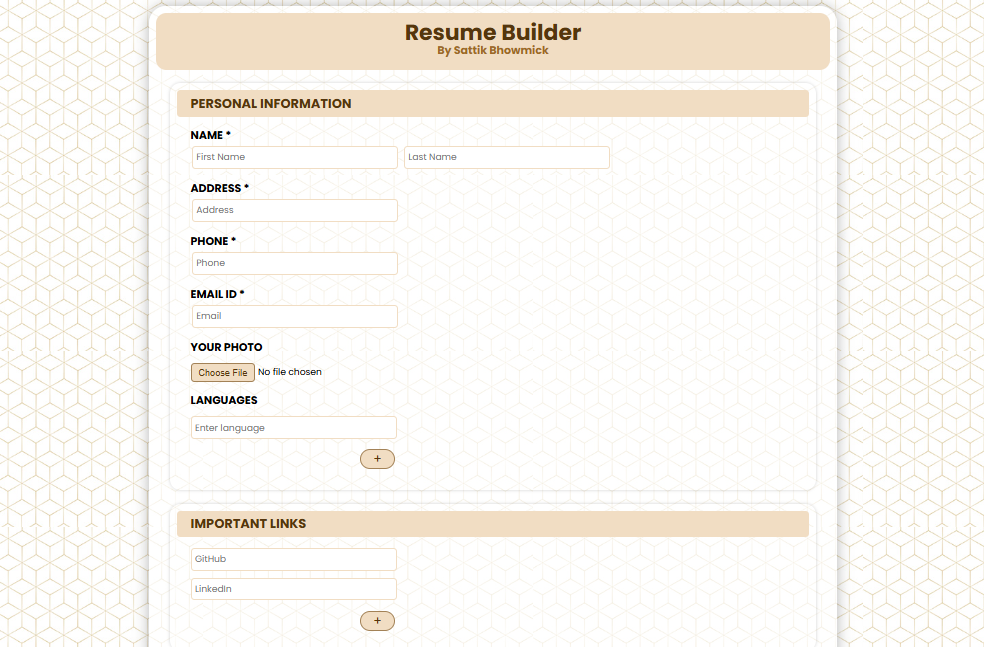 Resume Builder
By Sattik Bhowmick
PERSONAL INFORMATION
NAME *
First Name Last Name
ADDRESS *
Address
PHONE *
Phone
EMAIL ID *
Email
YOUR PHOTO
Choose File No file chosen
LANGUAGES
Enter language
+
IMPORTANT LINKS
GitHub
LinkedIn
+